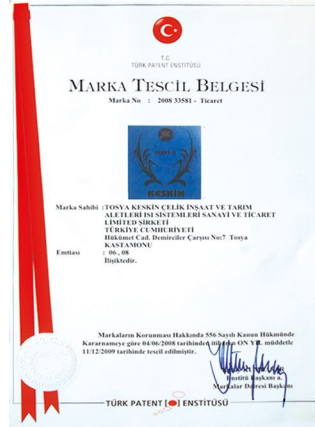 T.C.
TÜRK PATENT ENSTİTÜSÜ
MARKA TESCİL BELGESİ
Marka No : 2008 33581 - Ticaret
TOSYA
KESKİN
Marka Sahibi : TOSYA KESKİN ÇELİK İNŞAAT VE TARIM
ALETLERİ ISI SİSTEMLERİ SANAYİ VE TİCARET
LİMİTED ŞİRKETİ
TÜRKİYE CUMHURİYETİ
Hükümet Cad. Demirciler Çarşısı No:7 Tosya
KASTAMONU
Emtiası : 06 , 08
İlişiktedir.
Markaların Korunması Hakkında 556 Sayılı Kanun Hükmünde
Kararnameye göre 04/06/2008 tarihinden itibaren ON YIL müddetle
11/12/2009 tarihinde tescil edilmiştir.
Enstitü Başkanı a.
Markalar Dairesi Başkanı
TÜRK PATENT ENSTİTÜSÜ